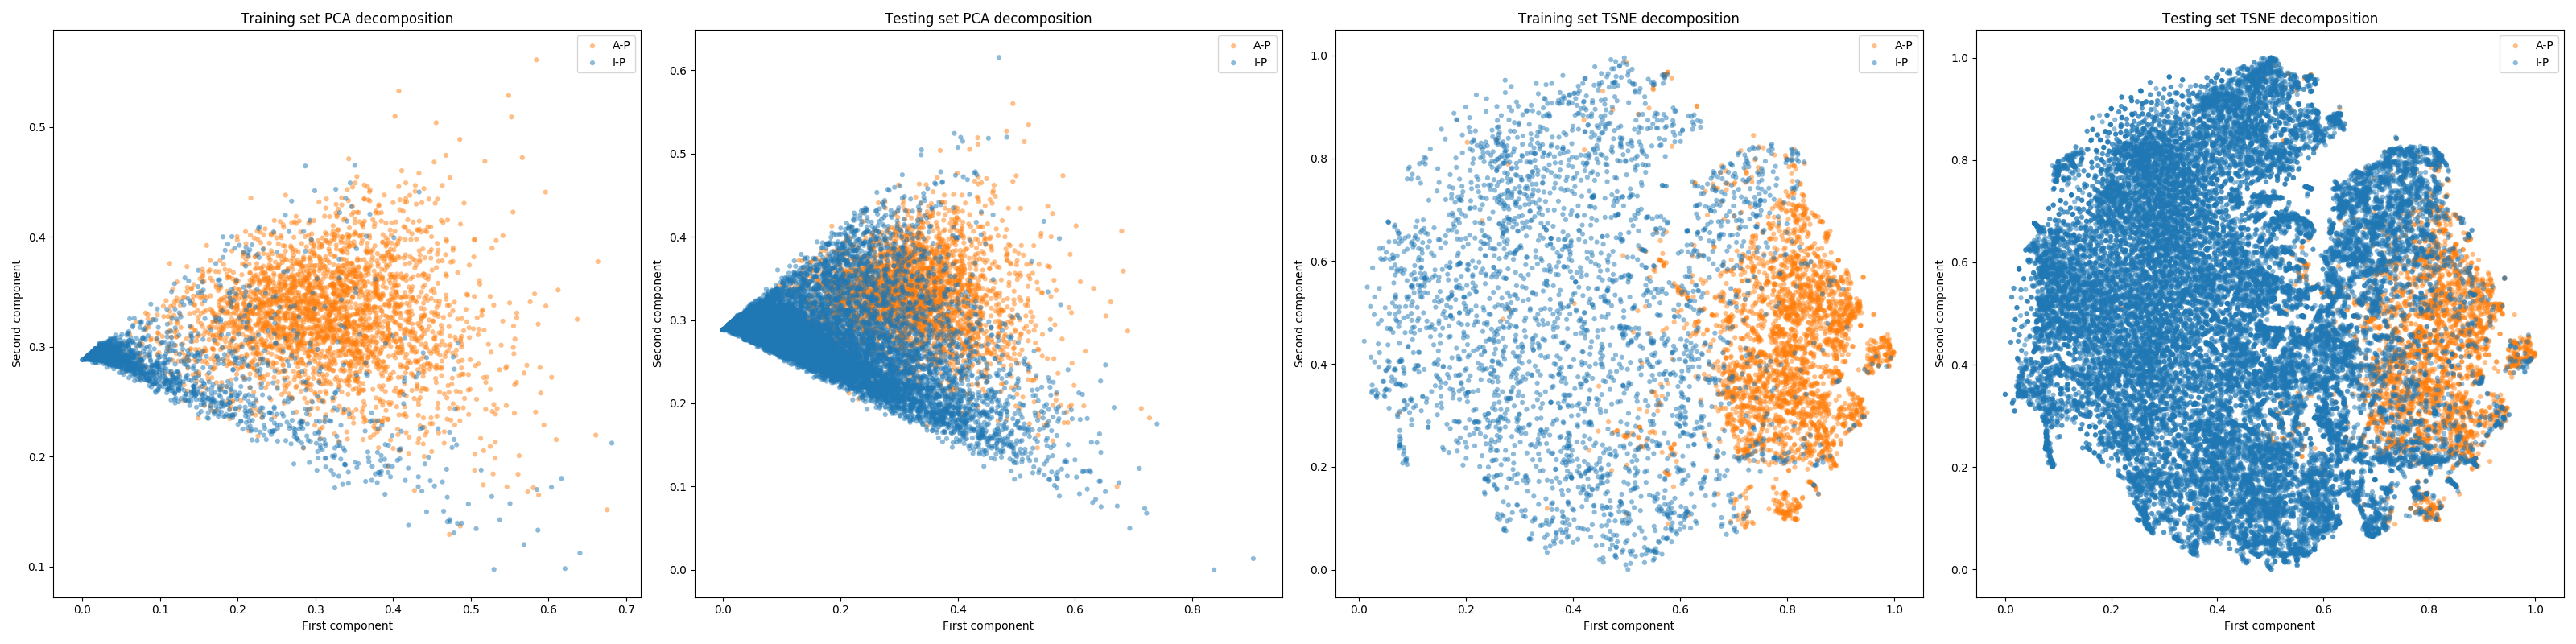 Training set PCA decomposition
A-P
I-P
0.5
0.4
0.3
0.2
0.1
Second component
0.0 0.1 0.2 0.3 0.4 0.5 0.6 0.7
First component
Testing set PCA decomposition
A-P
I-P
0.6
0.5
0.4
0.3
0.2
0.1
0.0
Second component
0.0 0.2 0.4 0.6 0.8
First component
Training set TSNE decomposition
A-P
I-P
1.0
0.8
0.6
0.4
0.2
0.0
Second component
0.0 0.2 0.4 0.6 0.8 1.0
First component
Testing set TSNE decomposition
A-P
I-P
1.0
0.8
0.6
0.4
0.2
0.0
Second component
0.0 0.2 0.4 0.6 0.8 1.0
First component